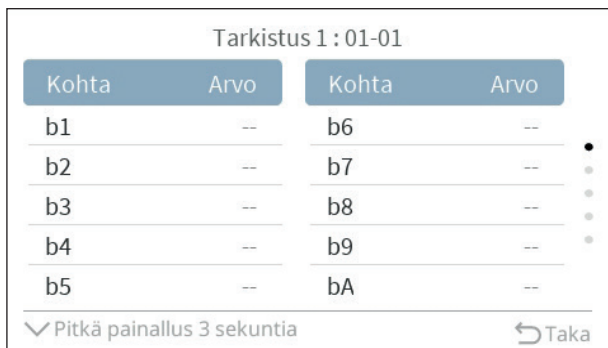 Tarkistus 1 : 01-01
Kohta Arvo Kohta Arvo
b1 -- b6 --
b2 -- b7 --
b3 -- b8 --
b4 -- b9 --
b5 -- bA --
Pitkä painallus 3 sekuntia Taka